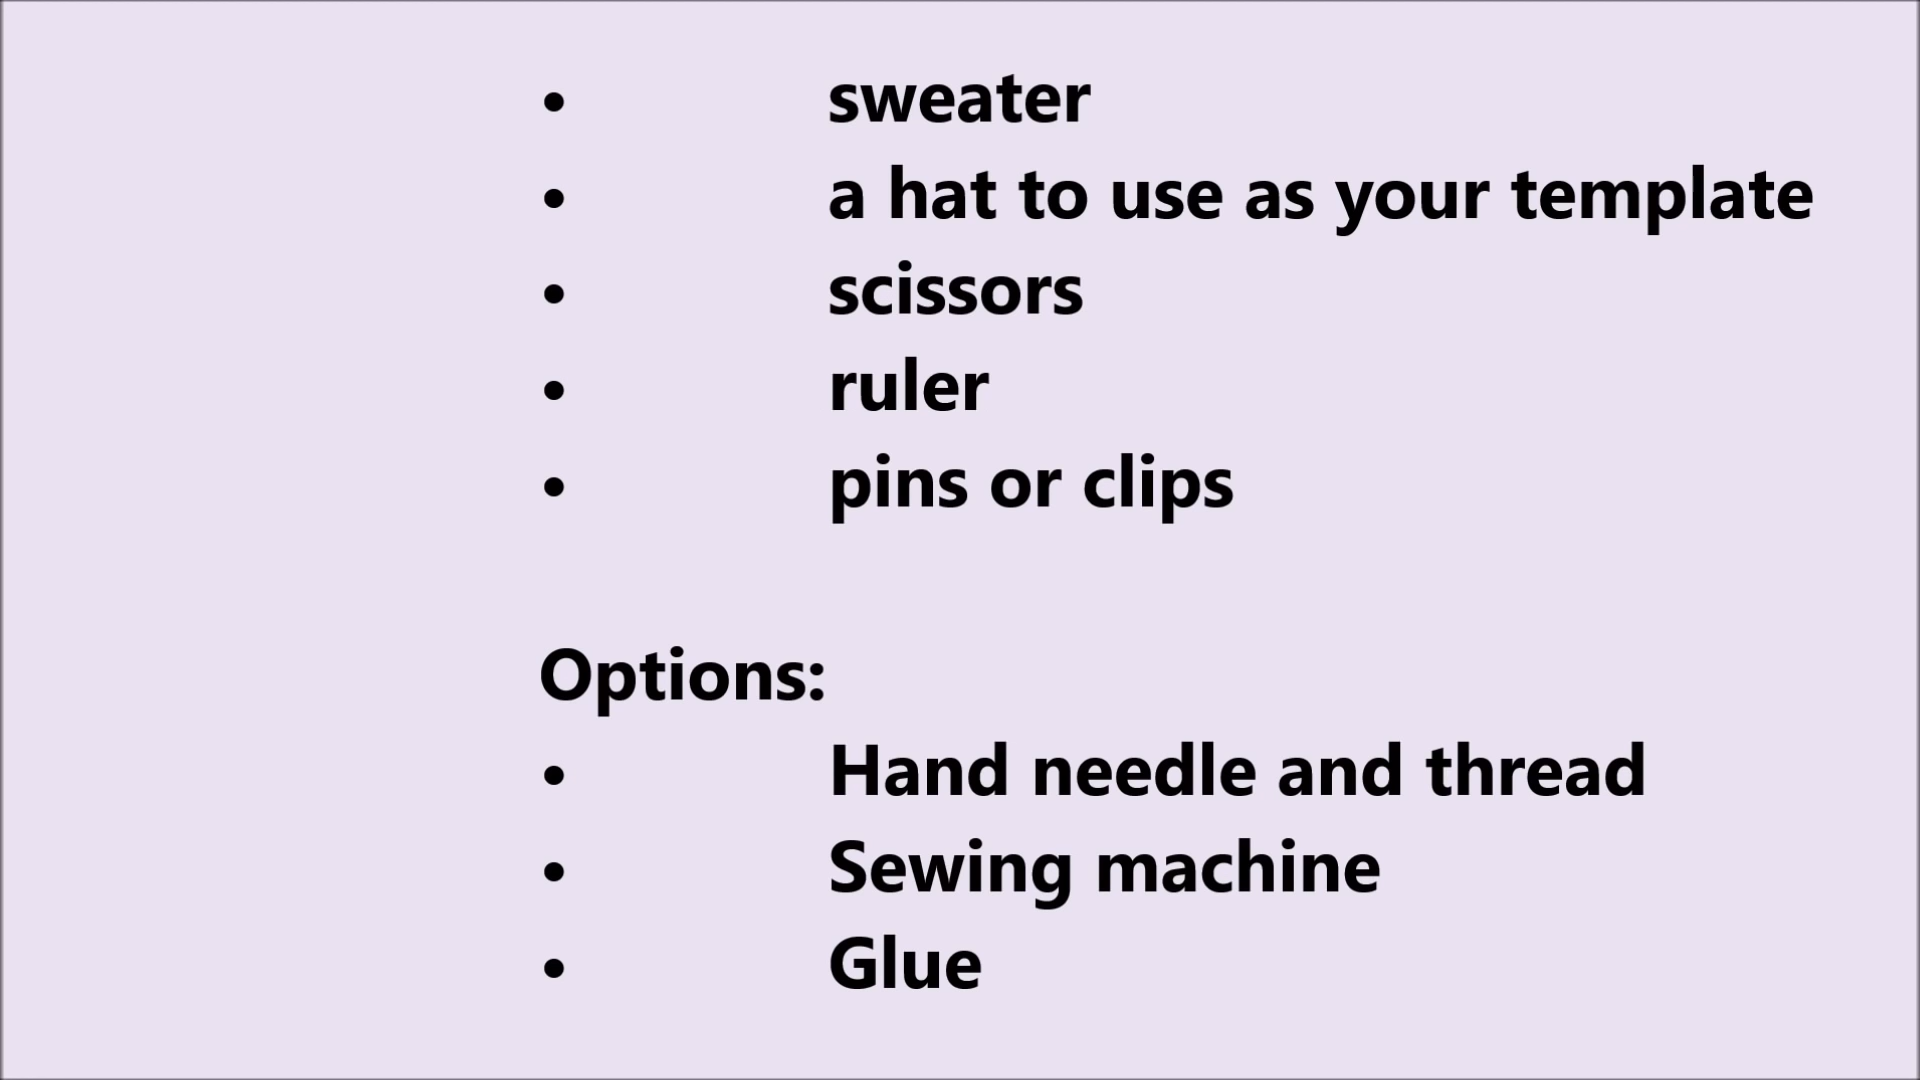 • sweater
• a hat to use as your template
• scissors
• ruler
• pins or clips
Options:
• Hand needle and thread
• Sewing machine
• Glue